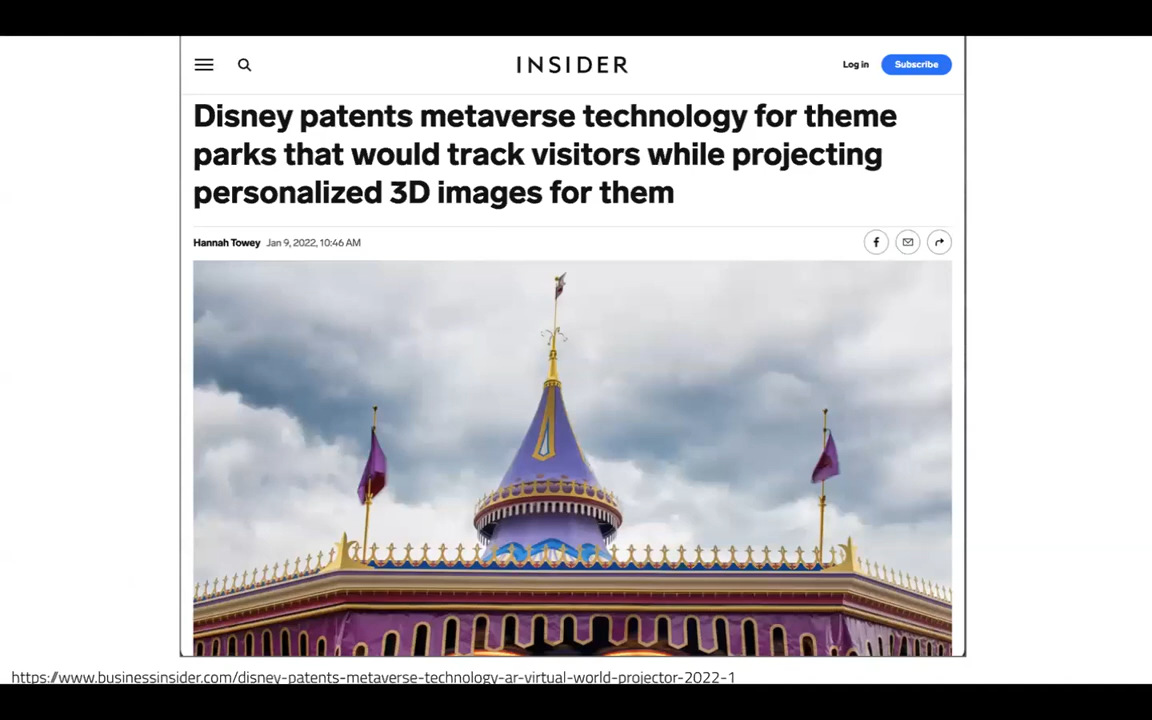 INSIDER
Log in
Subscribe
Disney patents metaverse technology for theme
parks that would track visitors while projecting
personalized 3D images for them
Hannah Towey Jan 9, 2022, 10:46 AM
https://www.businessinsider.com/disney-patents-metaverse-technology-ar-virtual-world-projector-2022-1